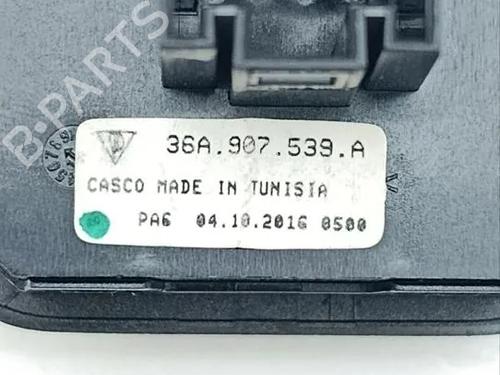 B-PARTS
36A.907.539.A
CASCO MADE IN TUNISIA
PA6 04.10.2016 0500